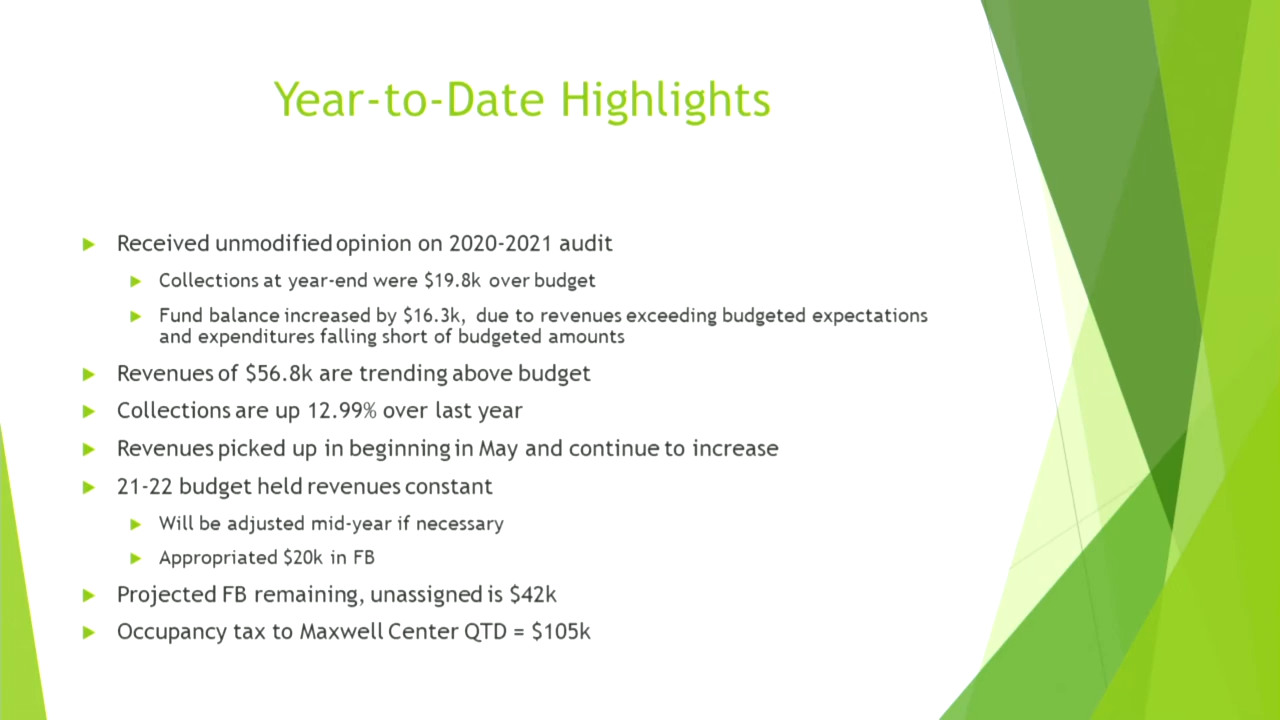 Year-to-Date Highlights
Received unmodified opinion on 2020-2021 audit
Collections at year-end were $19.8k over budget
Fund balance increased by $16.3k, due to revenues exceeding budgeted expectations
and expenditures falling short of budgeted amounts
Revenues of $56.8k are trending above budget
Collections are up 12.99% over last year
Revenues picked up in beginning in May and continue to increase
21-22 budget held revenues constant
Will be adjusted mid-year if necessary
Appropriated $20k in FB
Projected FB remaining, unassigned is $42k
Occupancy tax to Maxwell Center QTD = $105k